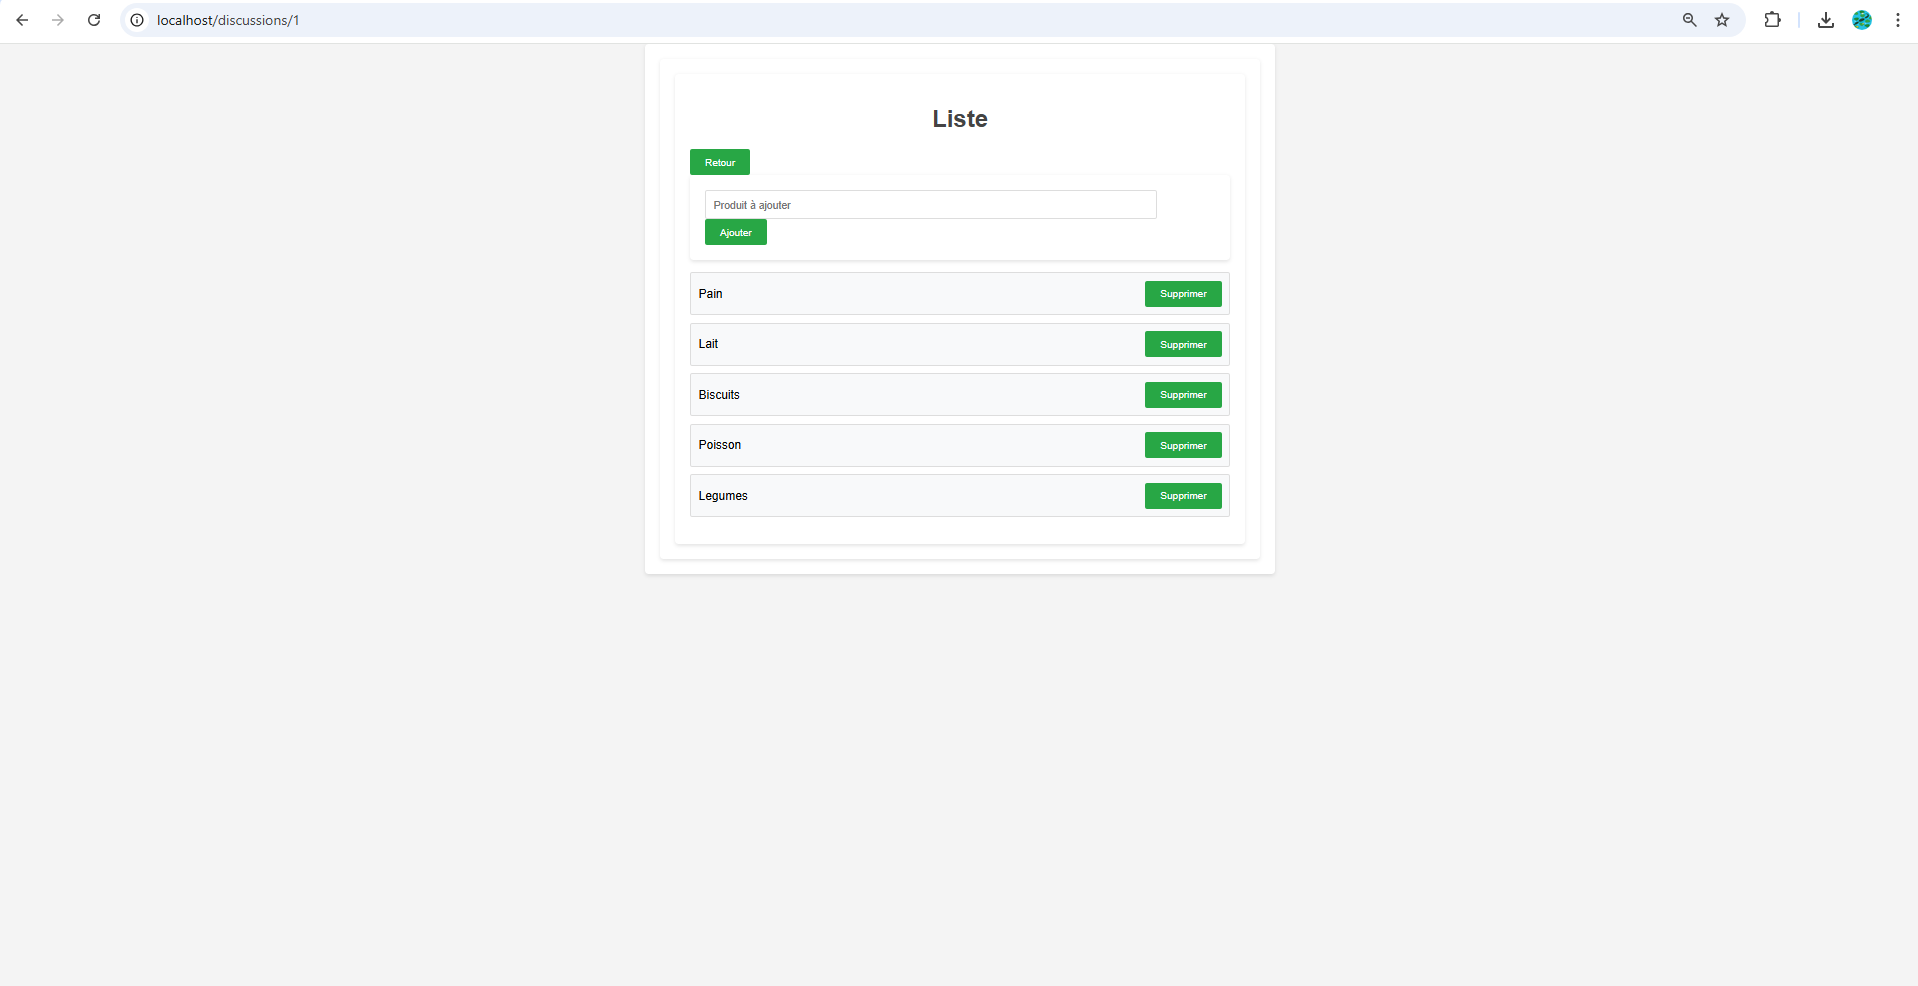 localhost/discussions/1
Liste
Retour
Produit à ajouter
Ajouter
Pain
Supprimer
Lait
Supprimer
Biscuits
Supprimer
Poisson
Supprimer
Legumes
Supprimer